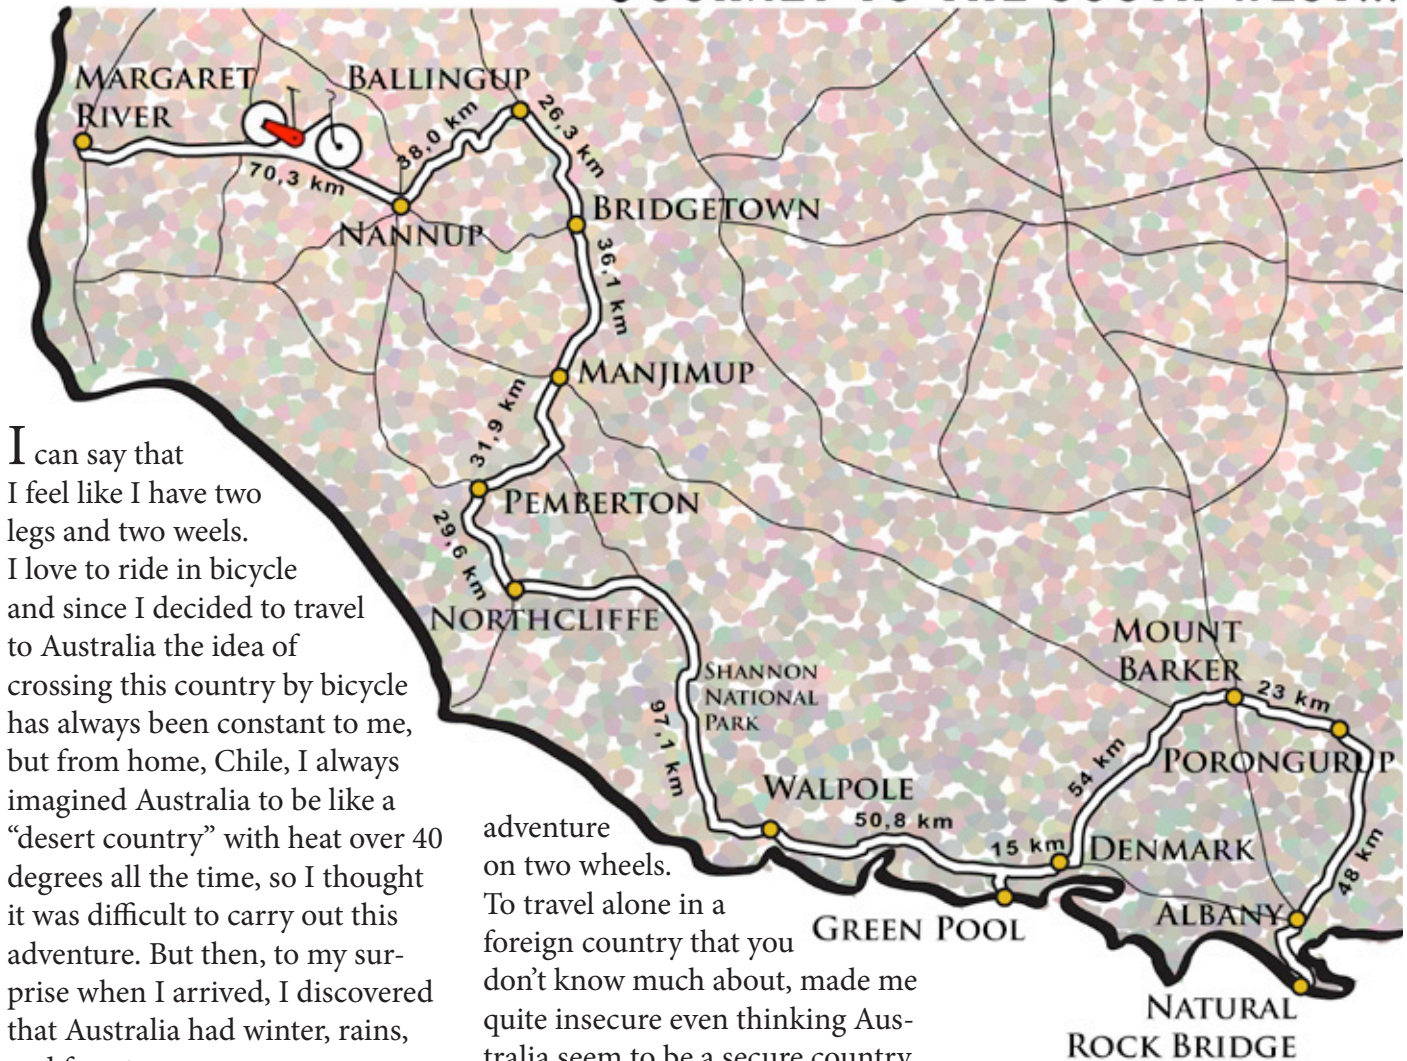 MARGARET
RIVER
BALLINGUP
38,0 km
26,3 km
70,3 km
NANNUP
BRIDGETOWN
36,1 km
MANJIMUP
31,9 km
PEMBERTON
29,6 km
NORTHCLIFFE
SHANNON
NATIONAL
PARK
97,1 km
WALPOLE
50,8 km
15 km
DENMARK
GREEN POOL
54 km
MOUNT
BARKER
23 km
PORONGURUP
48 km
ALBANY
NATURAL
ROCK BRIDGE
I can say that
I feel like I have two
legs and two weels.
I love to ride in bicycle
and since I decided to travel
to Australia the idea of
crossing this country by bicycle
has always been constant to me,
but from home, Chile, I always
imagined Australia to be like a
“desert country” with heat over 40
degrees all the time, so I thought
it was difficult to carry out this
adventure. But then, to my sur-
prise when I arrived, I discovered
that Australia had winter, rains,
adventure
on two wheels.
To travel alone in a
foreign country that you
don’t know much about, made me
quite insecure even thinking Aus-
tralia seem to be a secure country